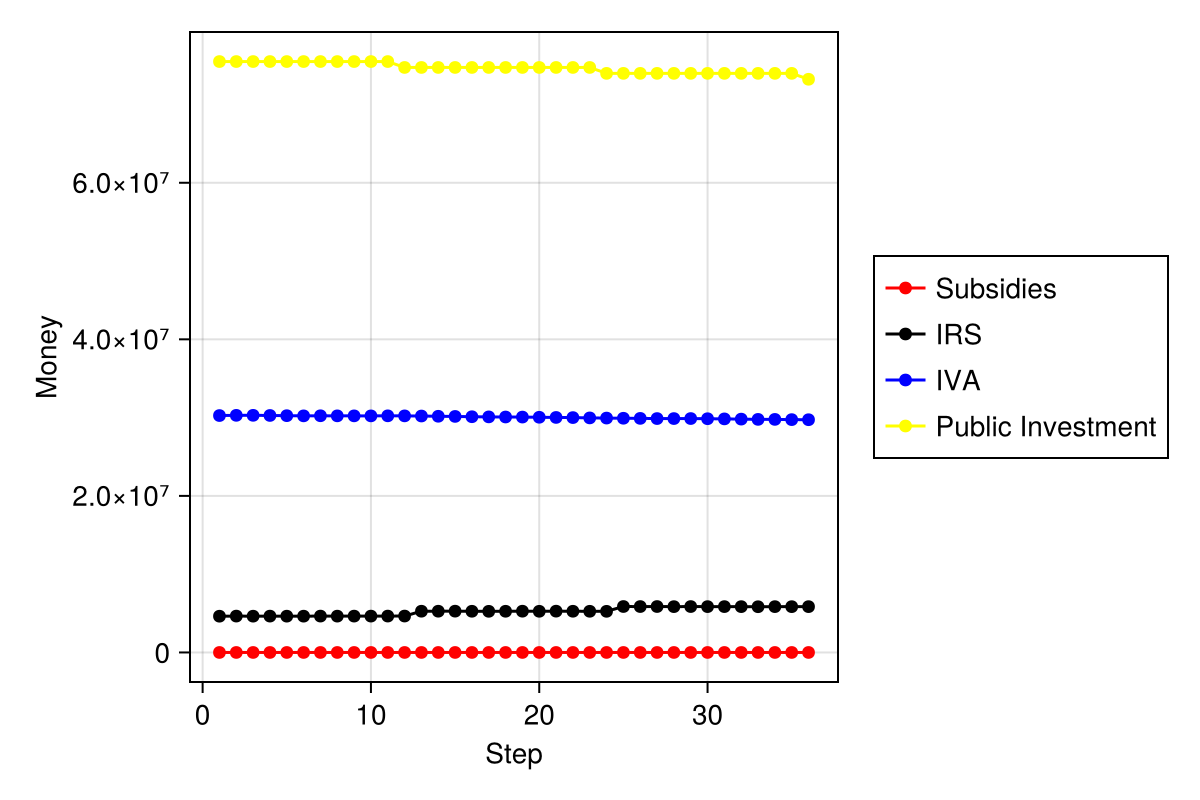 6.0×10⁷
4.0×10⁷
2.0×10⁷
0
Money
0 10 20 30
Step
Subsidies
IRS
IVA
Public Investment